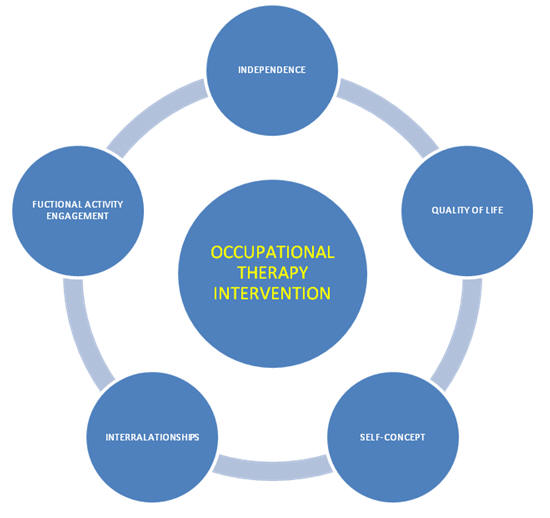 INDEPENDENCE
FUCTIONAL ACTIVITY
ENGAGEMENT
QUALITY OF LIFE
OCCUPATIONAL
THERAPY
INTERVENTION
INTERRALATIONSHIPS
SELF-CONCEPT